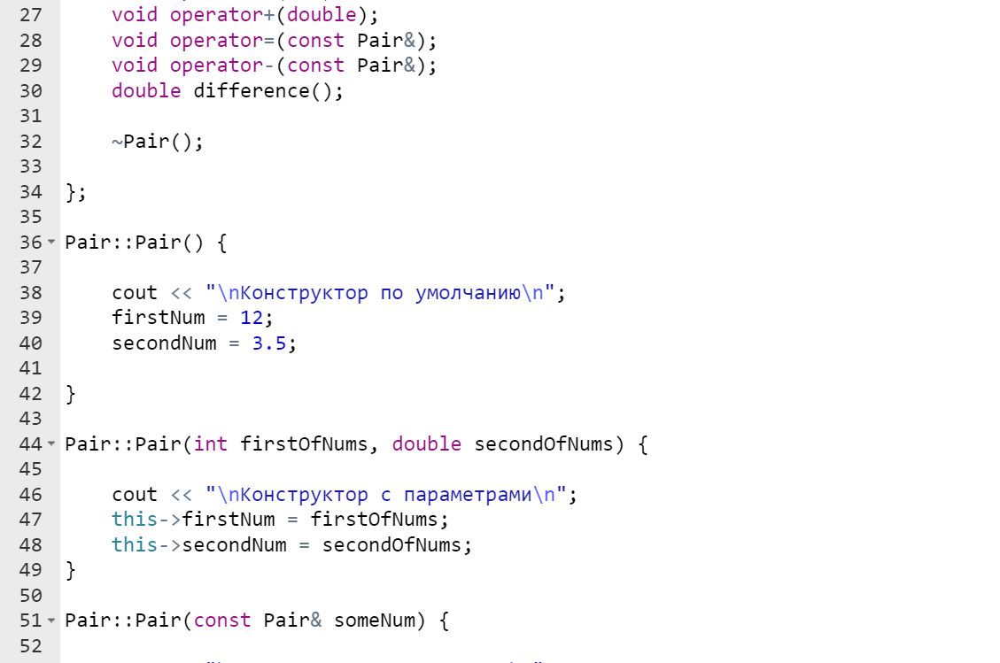 27 void operator+(double);
28 void operator=(const Pair&);
29 void operator-(const Pair&);
30 double difference();
31
32 ~Pair();
33
34 };
35
36 Pair::Pair() {
37
38 cout << "\nКонструктор по умолчанию\n";
39 firstNum = 12;
40 secondNum = 3.5;
41
42 }
43
44 Pair::Pair(int firstOfNums, double secondOfNums) {
45
46 cout << "\nКонструктор с параметрами\n";
47 this->firstNum = firstOfNums;
48 this->secondNum = secondOfNums;
49 }
50
51 Pair::Pair(const Pair& someNum) {
52